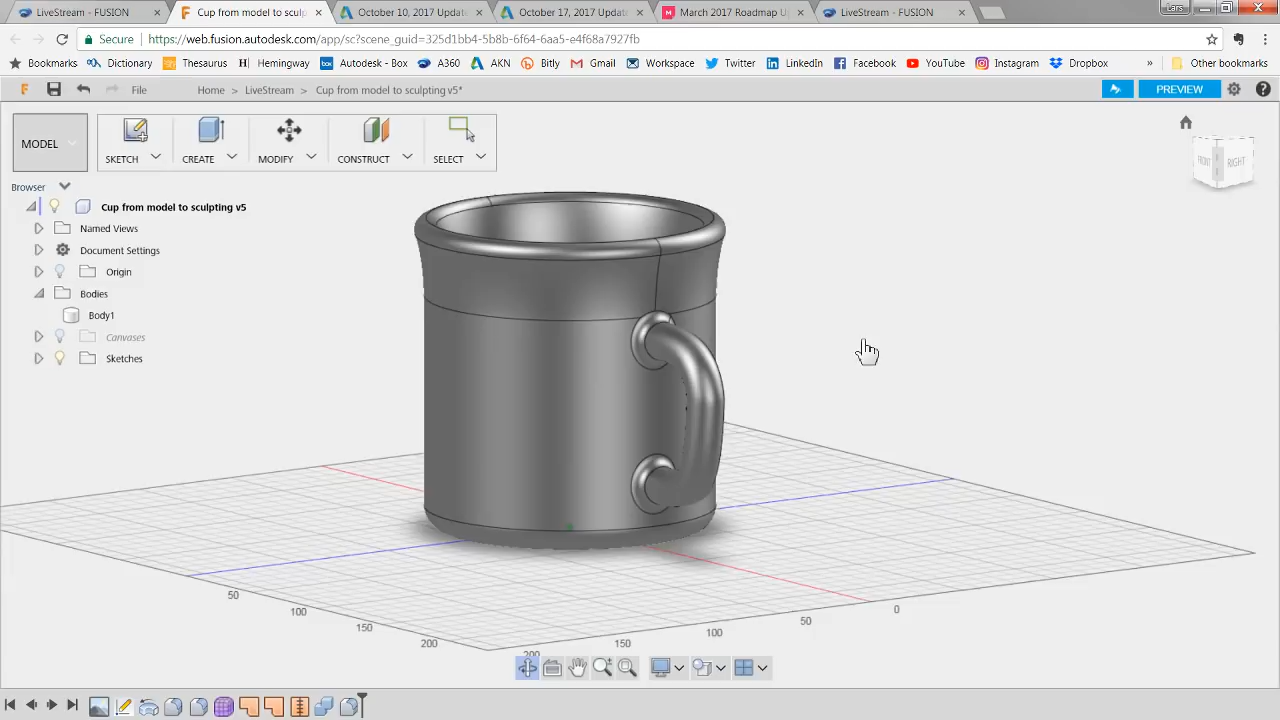 LiveStream - FUSION
Cup from model to sculp
October 10, 2017 Update
October 17, 2017 Update
March 2017 Roadmap U
LiveStream - FUSION
Lars
Secure
https://web.fusion.autodesk.com/app/sc?scene_guid=325d1bb4-5b8b-6f64-6aa5-e4f68a7927fb
Bookmarks Dictionary Thesaurus Hemingway Autodesk - Box A360 AKN Bitly Gmail Workspace Twitter LinkedIn Facebook YouTube Instagram Dropbox » Other bookmarks
File Home LiveStream Cup from model to sculpting v5* PREVIEW
MODEL SKETCH CREATE MODIFY CONSTRUCT SELECT
FRONT RIGHT
Browser
Cup from model to sculpting v5
Named Views
Document Settings
Origin
Bodies
Body1
Canvases
Sketches
50
100
150
200
200
150
100
50
0